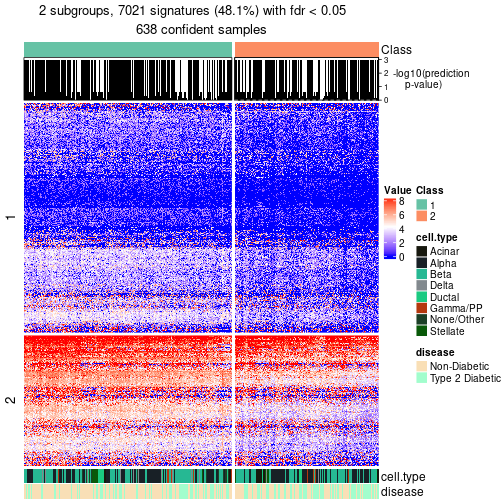 2 subgroups, 7021 signatures (48.1%) with fdr < 0.05
638 confident samples
Class
3
2
1
0
-log10(prediction
p-value)
1
2
Value
8
6
4
2
0
Class
1
2
cell.type
Acinar
Alpha
Beta
Delta
Ductal
Gamma/PP
None/Other
Stellate
disease
Non-Diabetic
Type 2 Diabetic
cell.type
disease